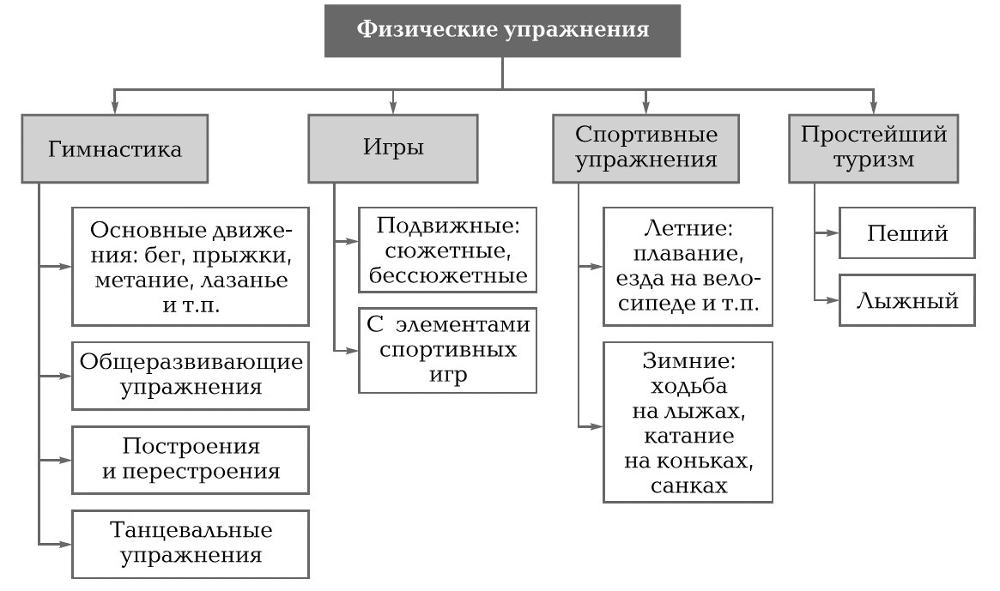 Физические упражнения
Гимнастика
Основные движе-
ния: бег, прыжки,
метание, лазанье
и т.п.
Общеразвивающие
упражнения
Построения
и перестроения
Танцевальные
упражнения
Игры
Подвижные:
сюжетные,
бессюжетные
С элементами
спортивных
игр
Спортивные
упражнения
Летние:
плавание,
езда на вело-
сипеде и т.п.
Зимние:
ходьба
на лыжах,
катание
на коньках,
санках
Простейший
туризм
Пеший
Лыжный